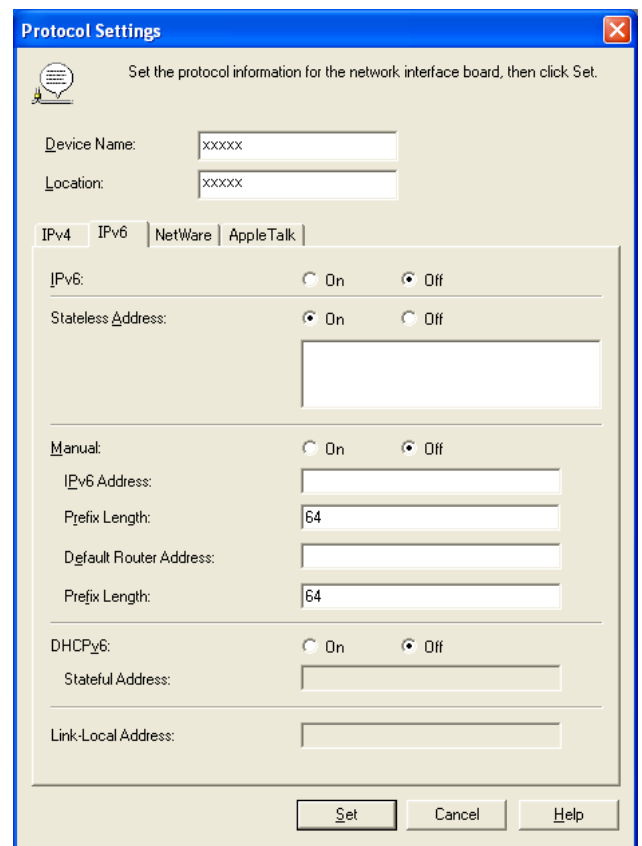 Protocol Settings
Set the protocol information for the network interface board, then click Set.
Device Name: xxxxx
Location: xxxxx
IPv4 IPv6 NetWare AppleTalk
IPv6: On Off
Stateless Address: On Off
Manual: On Off
IPv6 Address:
Prefix Length: 64
Default Router Address:
Prefix Length: 64
DHCPv6: On Off
Stateful Address:
Link-Local Address:
Set Cancel Help